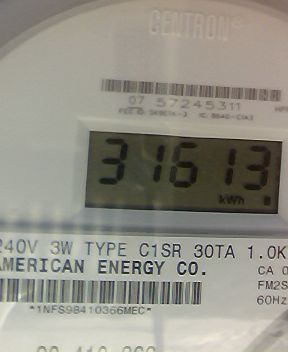 CENTRON®
07 57245311
31613
kWh
240V 3W TYPE C1SR 30TA 1.0K
AMERICAN ENERGY CO.
CA 0
FM2S
60Hz
*1NFS98410366MEC*